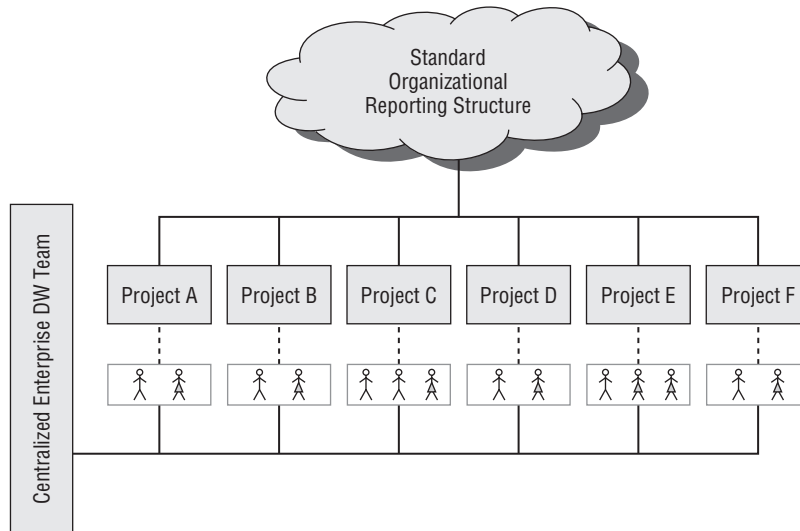 Standard
Organizational
Reporting Structure
Centralized Enterprise DW Team
Project A
Project B
Project C
Project D
Project E
Project F